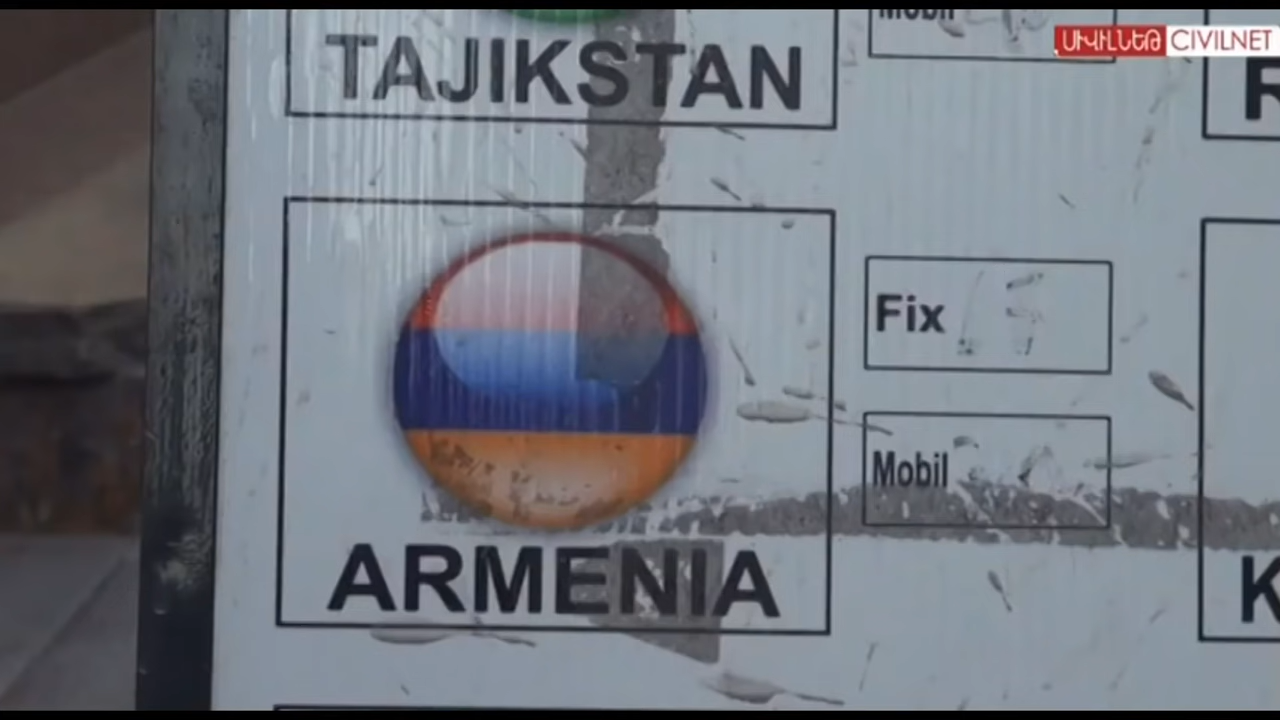 Mobil
ՍԻՎԻԼՆԵԹ CIVILNET
TAJIKSTAN
R
Fix
Mobil
ARMENIA
K